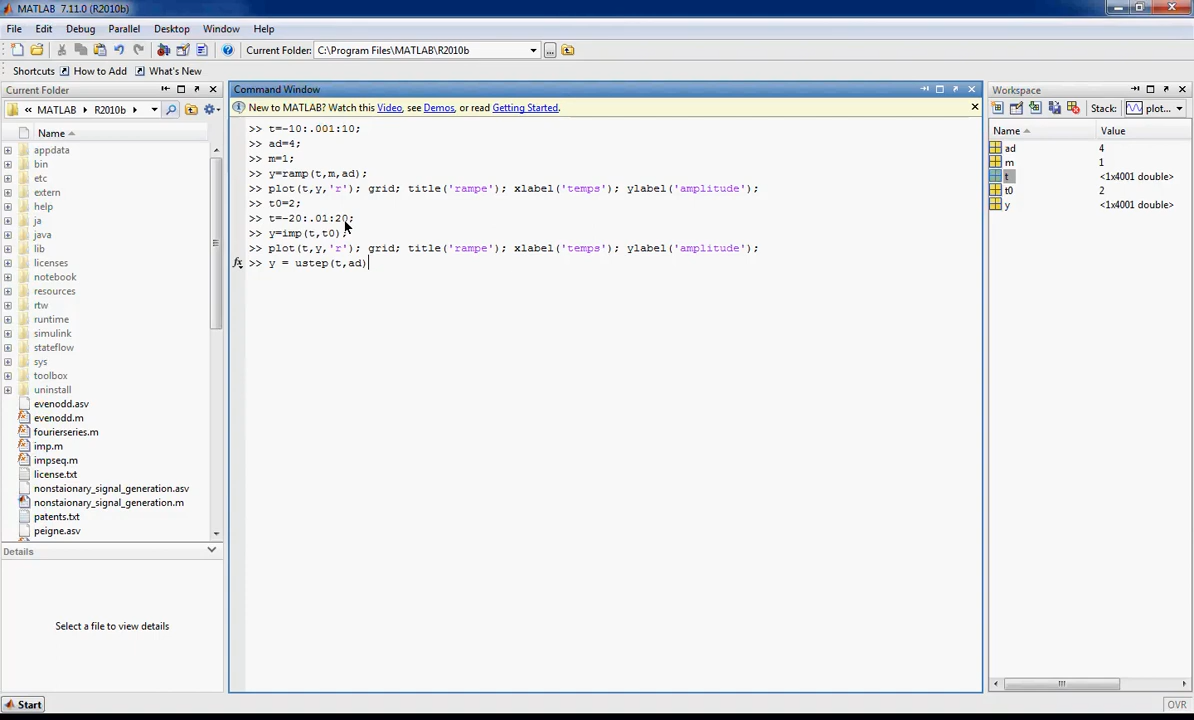 MATLAB 7.11.0 (R2010b)
File Edit Debug Parallel Desktop Window Help
Current Folder: C:\Program Files\MATLAB\R2010b ...
Shortcuts How to Add What's New
Current Folder
« MATLAB R2010b
Name
appdata
bin
etc
export
help
ja
java
lib
licenses
notebook
resources
rtw
runtime
simulink
stateflow
sys
toolbox
uninstall
evenodd.asv
evenodd.m
fourierseries.m
imp.m
impseq.m
license.txt
nonstaionary_signal_generation.asv
nonstaionary_signal_generation.m
patents.txt
peigne.asv
Details
Select a file to view details
Command Window
New to MATLAB? Watch this Video, see Demos, or read Getting Started.
>> t=-10:.001:10;
>> ad=4;
>> m=1;
>> y=ramp(t,m,ad);
>> plot(t,y,'r'); grid; title('rampe'); xlabel('temps'); ylabel('amplitude');
>> t0=2;
>> t=-20:.01:20;
>> y=imp(t,t0);
>> plot(t,y,'r'); grid; title('rampe'); xlabel('temps'); ylabel('amplitude');
fx >> y = ustep(t,ad)
Workspace
Stack: plot...
Name Value
ad 4
m 1
t <1x4001 double>
t0 2
y <1x4001 double>
Start
OVR